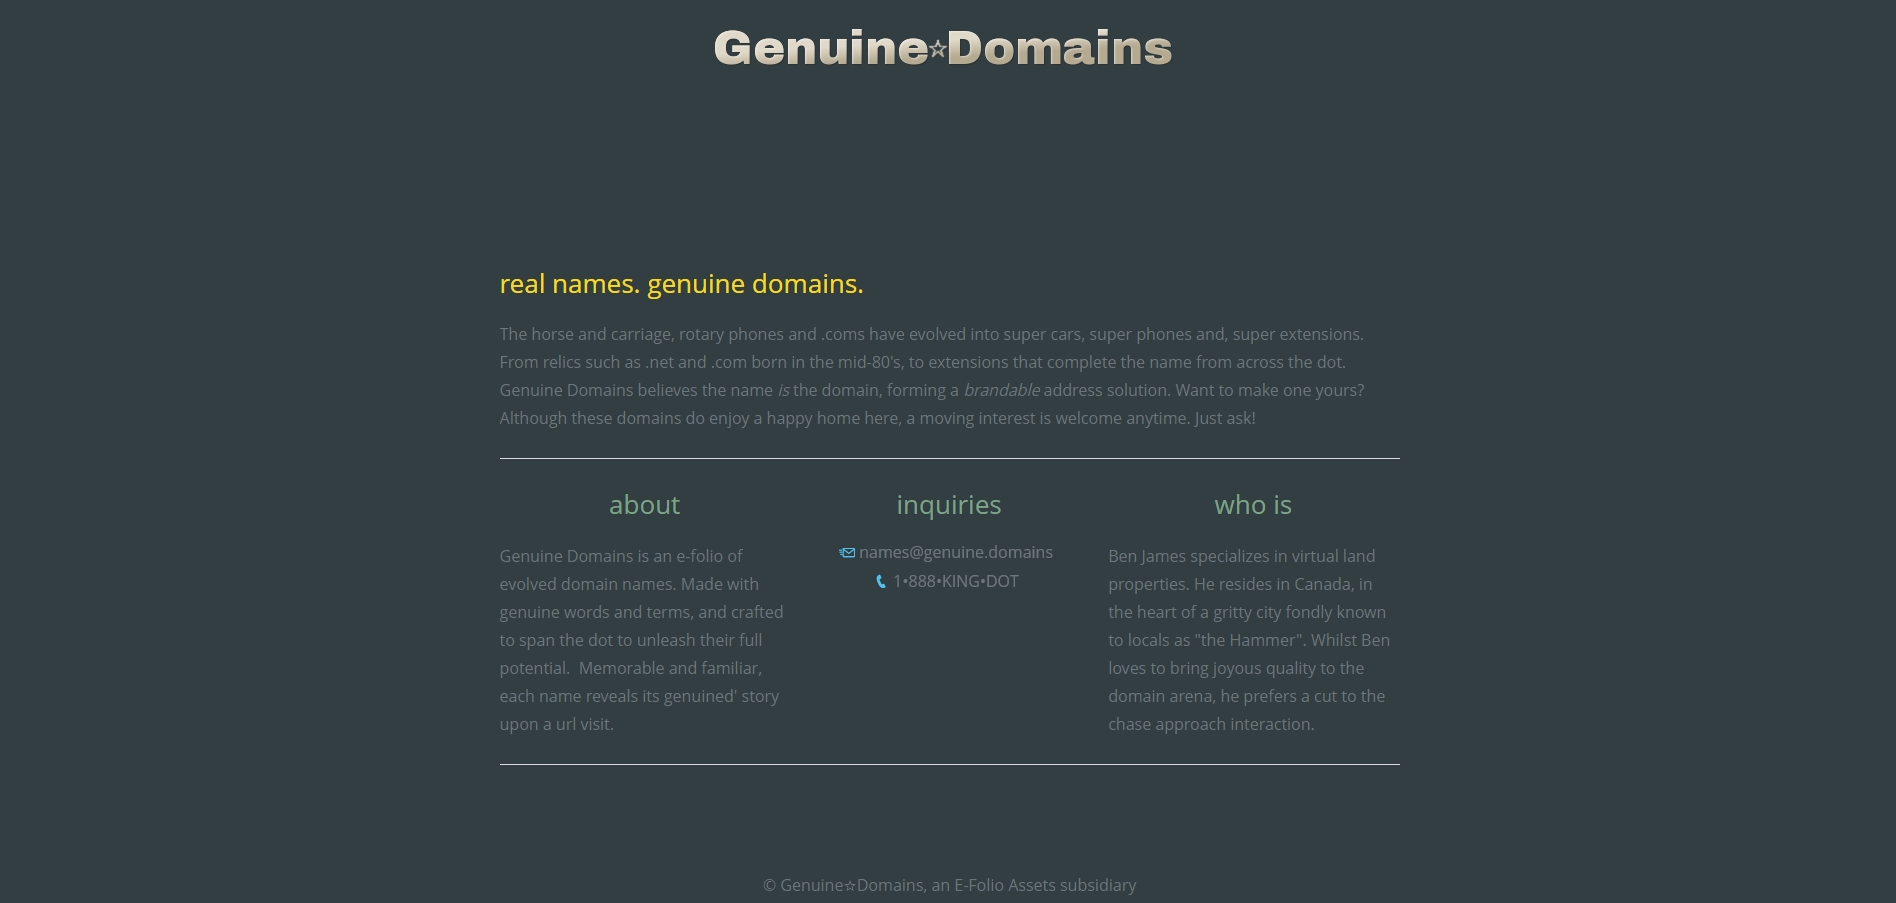 Genuine☆Domains
real names. genuine domains.
The horse and carriage, rotary phones and .coms have evolved into super cars, super phones and, super extensions.
From relics such as .net and .com born in the mid-80's, to extensions that complete the name from across the dot.
Genuine Domains believes the name is the domain, forming a brandable address solution. Want to make one yours?
Although these domains do enjoy a happy home here, a moving interest is welcome anytime. Just ask!
about
Genuine Domains is an e-folio of
evolved domain names. Made with
genuine words and terms, and crafted
to span the dot to unleash their full
potential.  Memorable and familiar,
each name reveals its genuined' story
upon a url visit.
inquiries
names@genuine.domains
1•888•KING•DOT
who is
Ben James specializes in virtual land
properties. He resides in Canada, in
the heart of a gritty city fondly known
to locals as "the Hammer". Whilst Ben
loves to bring joyous quality to the
domain arena, he prefers a cut to the
chase approach interaction.
© Genuine☆Domains, an E-Folio Assets subsidiary